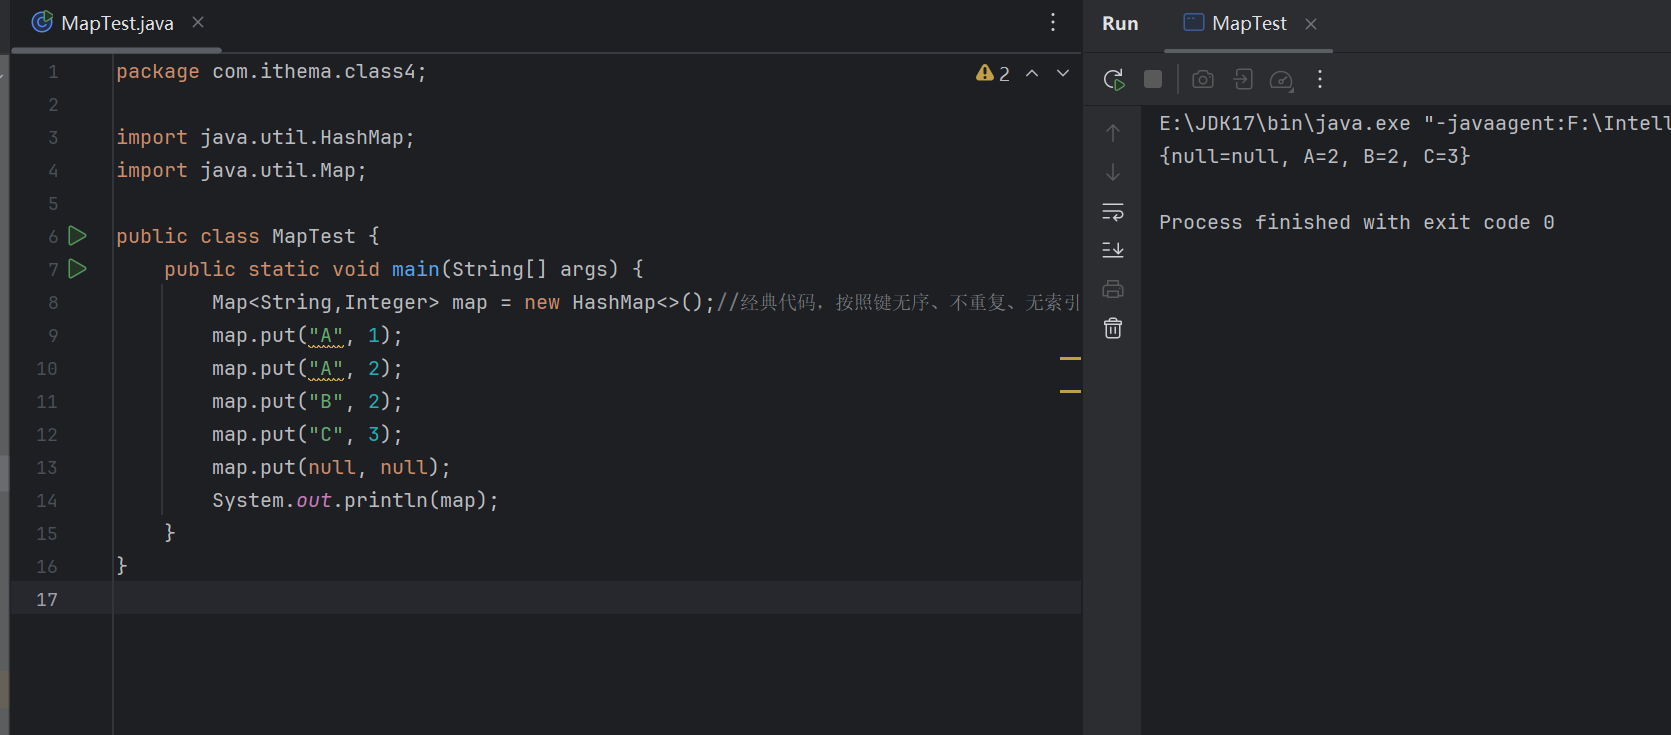 MapTest.java
2
1 package com.ithema.class4;
2
3 import java.util.HashMap;
4 import java.util.Map;
5
6 public class MapTest {
7     public static void main(String[] args) {
8         Map<String,Integer> map = new HashMap<>();//经典代码，按照键无序、不重复、无索引
9         map.put("A", 1);
10         map.put("A", 2);
11         map.put("B", 2);
12         map.put("C", 3);
13         map.put(null, null);
14         System.out.println(map);
15     }
16 }
17
Run MapTest
E:\JDK17\bin\java.exe "-javaagent:F:\Intell
{null=null, A=2, B=2, C=3}
Process finished with exit code 0